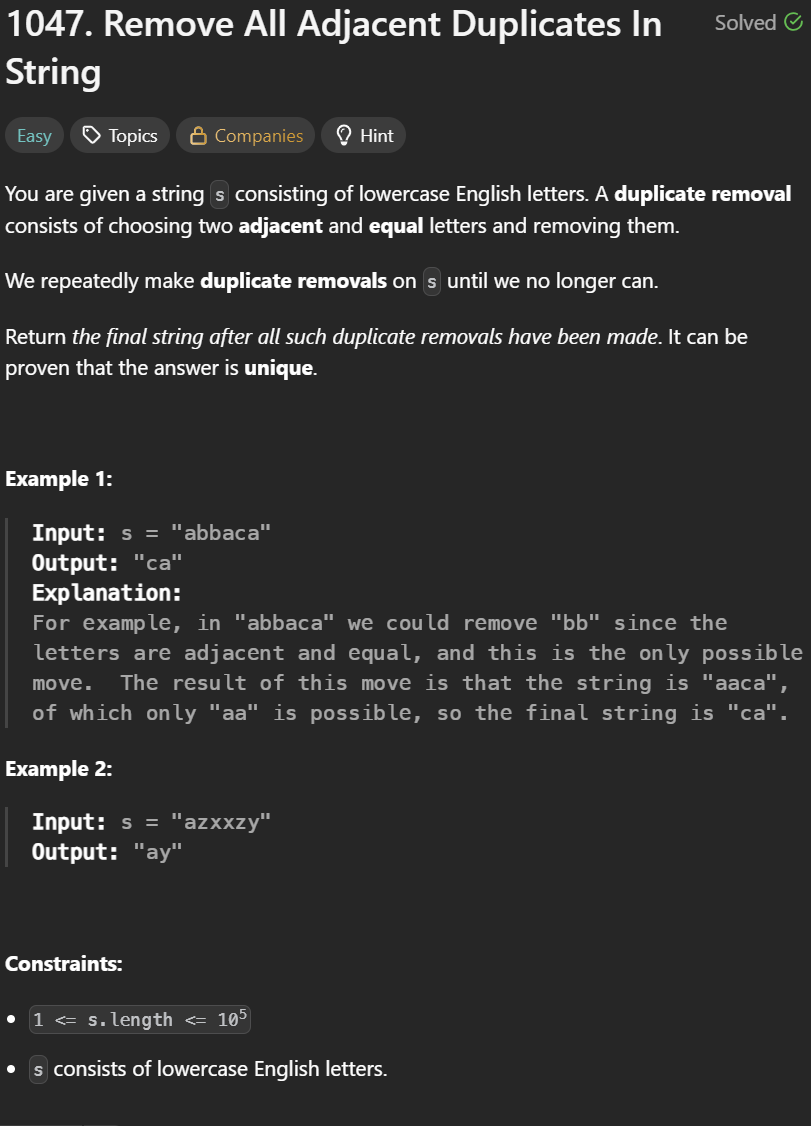 1047. Remove All Adjacent Duplicates In
String
Solved
Easy
Topics
Companies
Hint
You are given a string s consisting of lowercase English letters. A duplicate removal
consists of choosing two adjacent and equal letters and removing them.
We repeatedly make duplicate removals on s until we no longer can.
Return the final string after all such duplicate removals have been made. It can be
proven that the answer is unique.
Example 1:
Input: s = "abbaca"
Output: "ca"
Explanation:
For example, in "abbaca" we could remove "bb" since the
letters are adjacent and equal, and this is the only possible
move.  The result of this move is that the string is "aaca",
of which only "aa" is possible, so the final string is "ca".
Example 2:
Input: s = "azxxzy"
Output: "ay"
Constraints:
• 1 <= s.length <= 10⁵
• s consists of lowercase English letters.